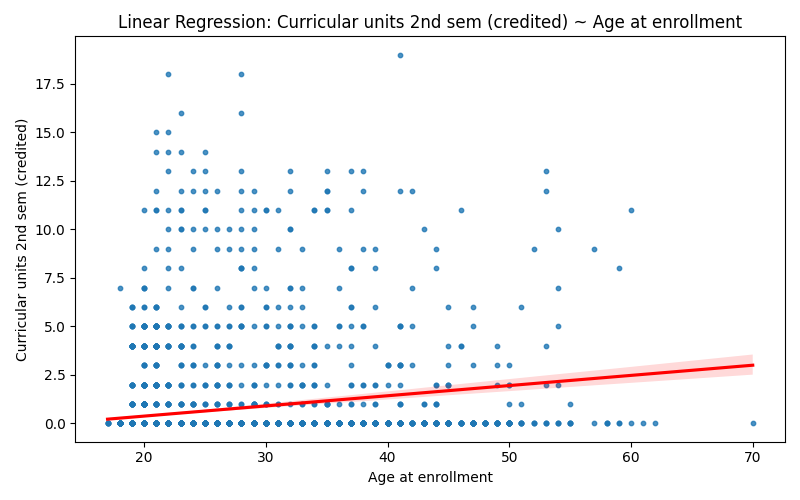 Linear Regression: Curricular units 2nd sem (credited) ~ Age at enrollment
Curricular units 2nd sem (credited)
17.5
15.0
12.5
10.0
7.5
5.0
2.5
0.0
20 30 40 50 60 70
Age at enrollment